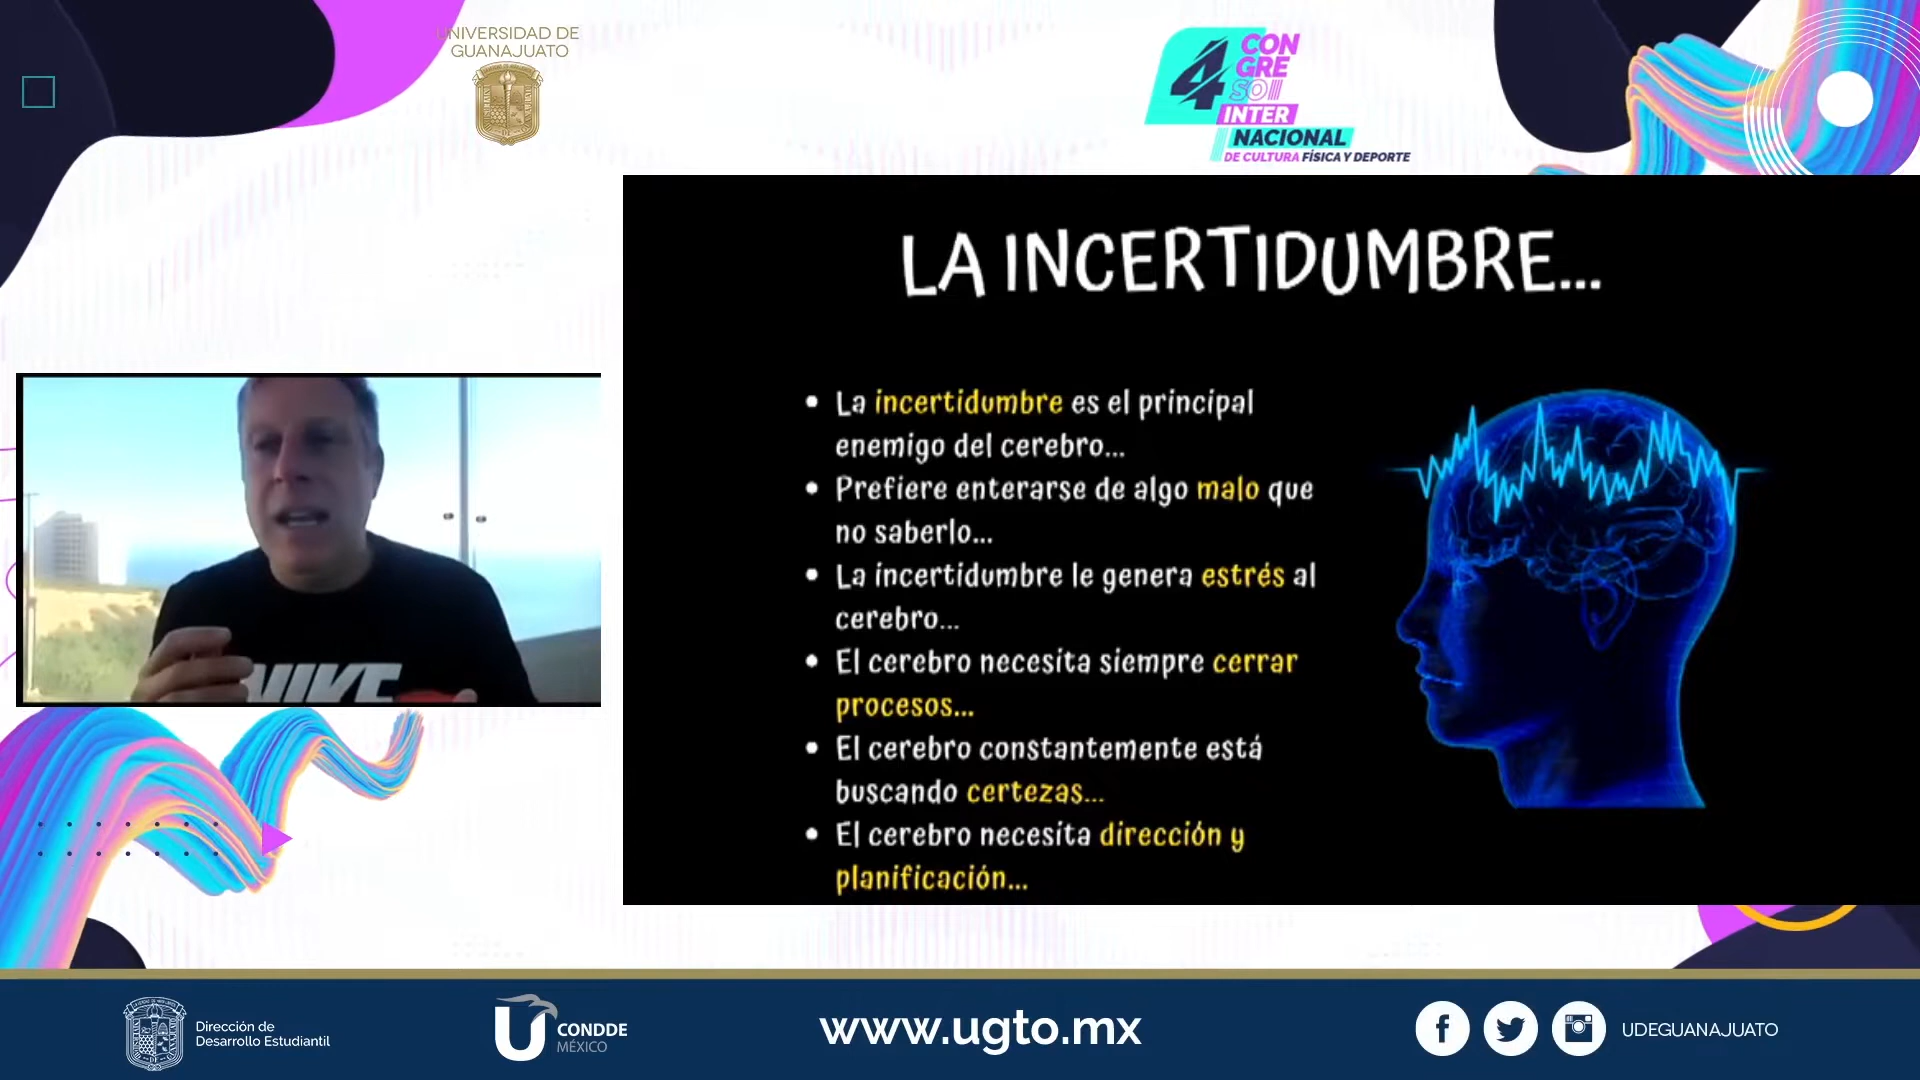 UNIVERSIDAD DE
GUANAJUATO
4 CON
GRE
SO
INTER
NACIONAL
DE CULTURA FÍSICA Y DEPORTE
LA INCERTIDUMBRE...
• La incertidumbre es el principal
enemigo del cerebro...
• Prefiere enterarse de algo malo que
no saberlo...
• La incertidumbre le genera estrés al
cerebro...
• El cerebro necesita siempre cerrar
procesos...
• El cerebro constantemente está
buscando certezas...
• El cerebro necesita dirección y
planificación...
NIKE
Dirección de
Desarrollo Estudiantil
U CONDDE
MÉXICO
www.ugto.mx
UDEGUANAJUATO